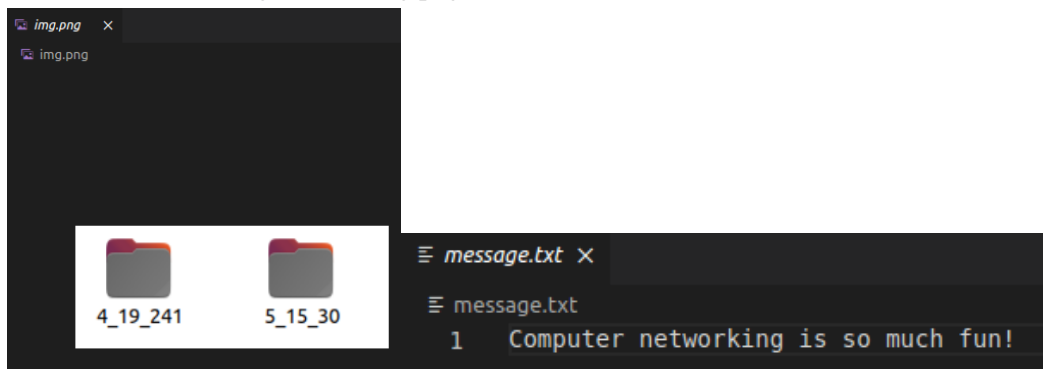 img.png
img.png
4_19_241 5_15_30
message.txt
message.txt
1 Computer networking is so much fun!